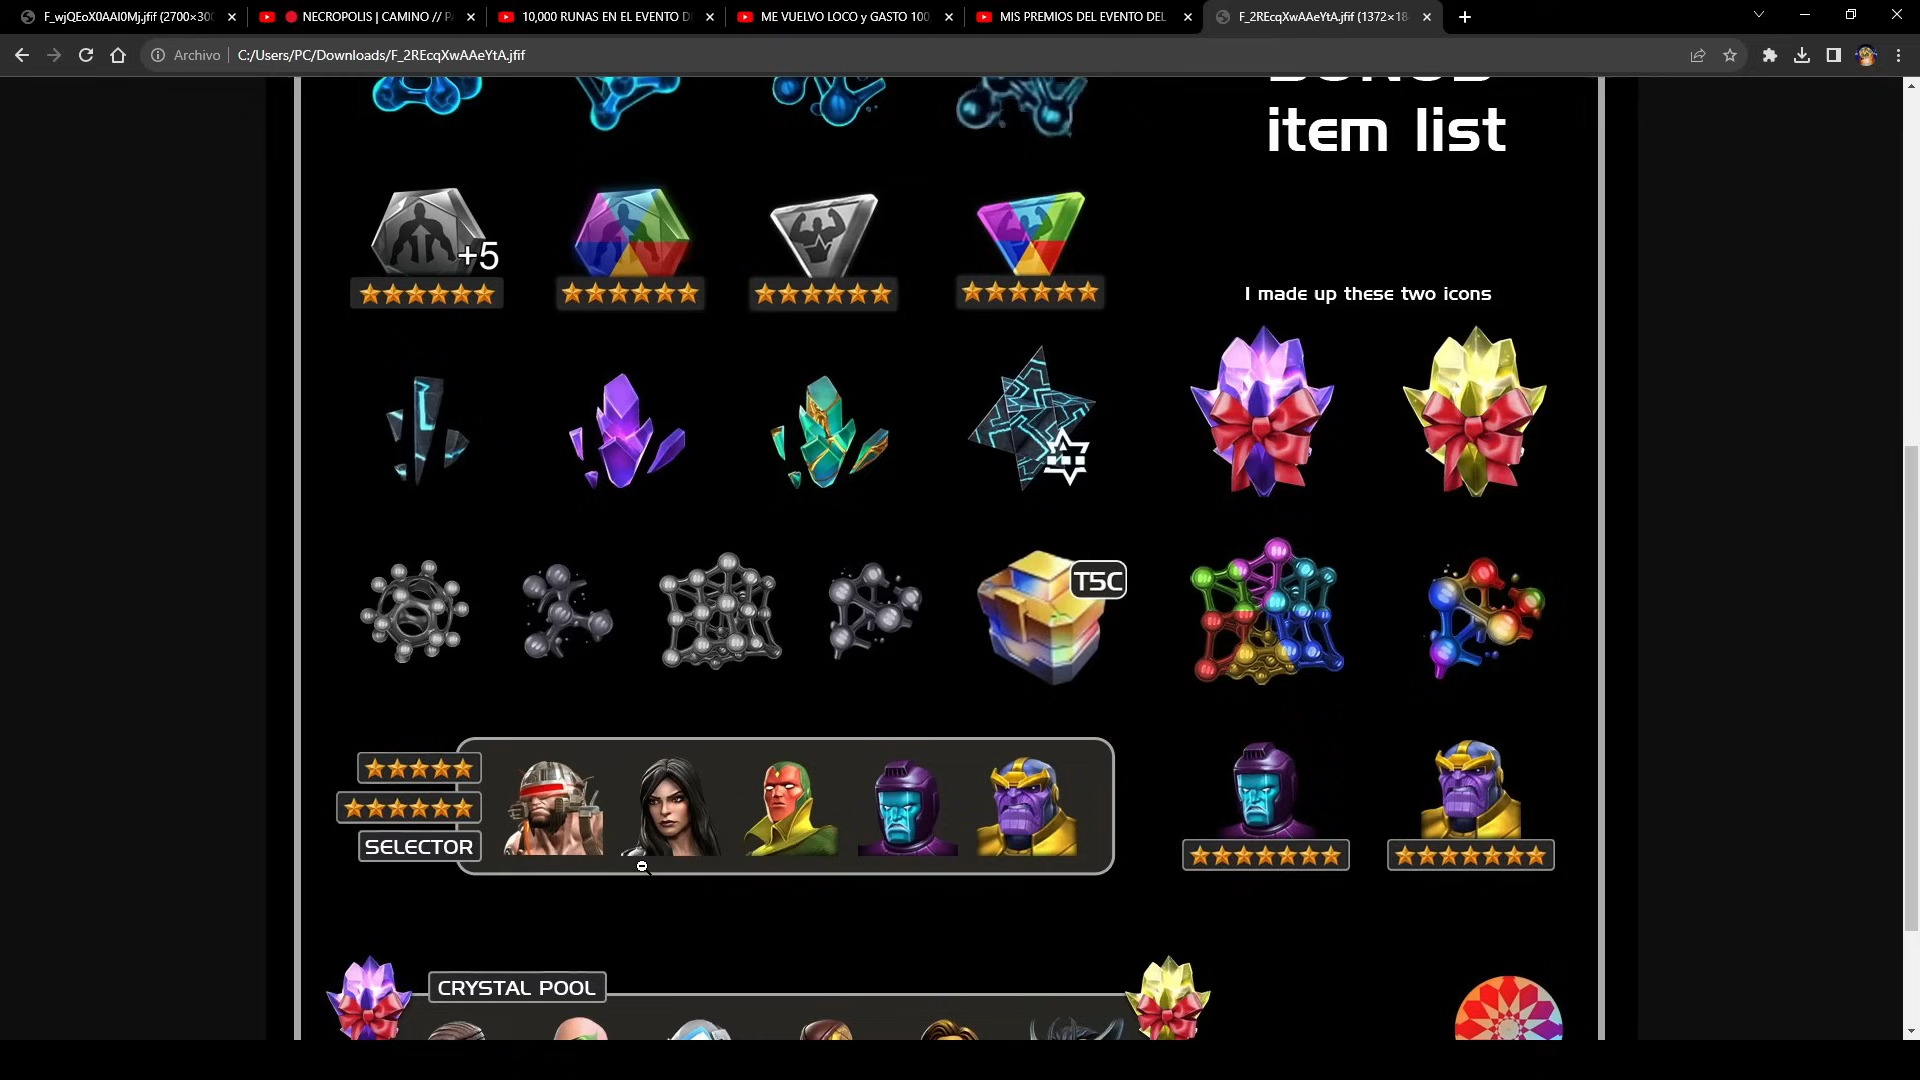 F_wjQEoX0AAl0Mj.jfif (2700×300
NECROPOLIS | CAMINO // P
10,000 RUNAS EN EL EVENTO D
ME VUELVO LOCO y GASTO 100,
MIS PREMIOS DEL EVENTO DEL
F_2REcqXwAAeYtA.jfif (1372×18
Archivo
C:/Users/PC/Downloads/F_2REcqXwAAeYtA.jfif
item list
+5
I made up these two icons
T5C
SELECTOR
CRYSTAL POOL